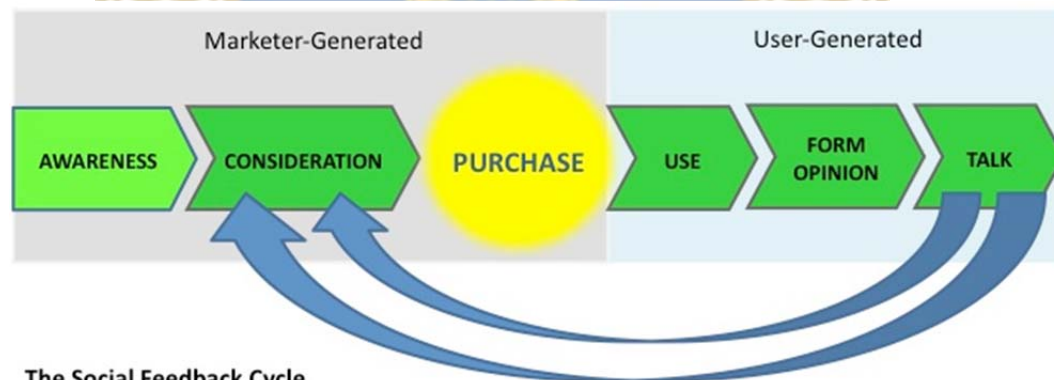 Marketer-Generated
User-Generated
AWARENESS
CONSIDERATION
PURCHASE
USE
FORM
OPINION
TALK
The Social Feedback Cycle